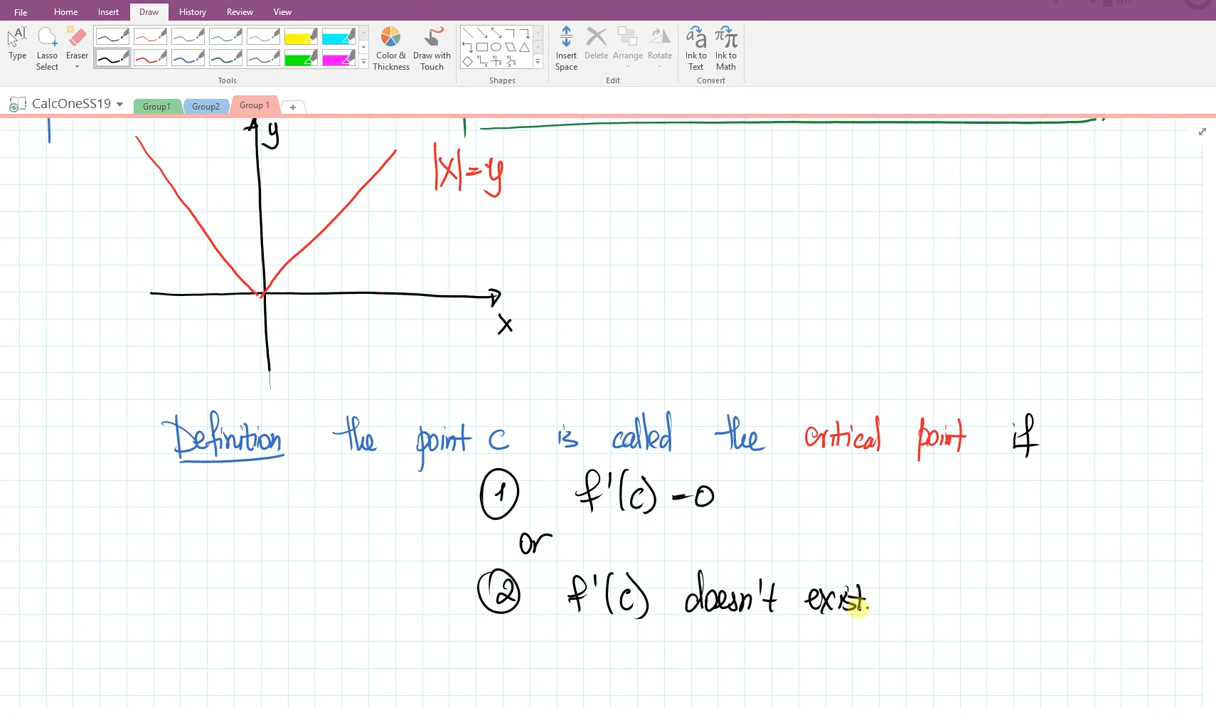 File Home Insert Draw History Review View
Type Lasso Select Eraser Color & Thickness Draw with Touch Insert Space Delete Arrange Rotate Ink to Text Ink to Math
Tools Shapes Edit Convert
CalcOneSS19 Group1 Group2 Group 1 +
y
|x|=y
x
Definition the point c is called the critical point if
1 f'(c) = 0
or
2 f'(c) doesn't exist.